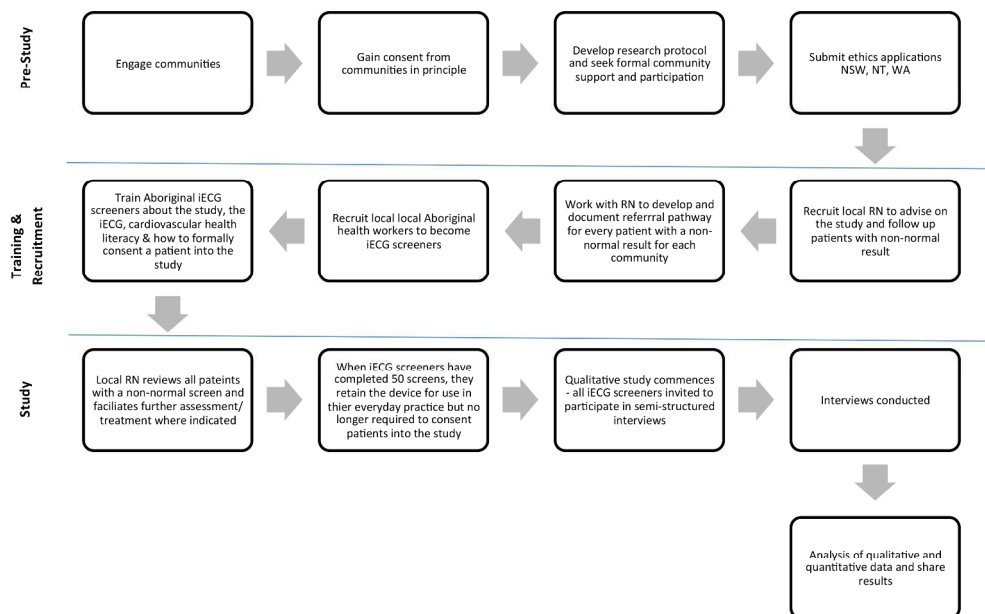 Pre-Study
Engage communities
Gain consent from
communities in principle
Develop research protocol
and seek formal community
support and participation
Submit ethics applications
NSW, NT, WA
Training &
Recruitment
Train Aboriginal iECG
screeners about the study, the
iECG, cardiovascular health
literacy & how to formally
consent a patient into the
study
Recruit local local Aboriginal
health workers to become
iECG screeners
Work with RN to develop and
document referrral pathway
for every patient with a non-
normal result for each
community
Recruit local RN to advise on
the study and follow up
patients with non-normal
result
Study
Local RN reviews all pateints
with a non-normal screen and
faciliates further assessment/
treatment where indicated
When iECG screeners have
completed 50 screens, they
retain the device for use in
thier everyday practice but no
longer required to consent
patients into the study
Qualitative study commences
- all iECG screeners invited to
participate in semi-structured
interviews
Interviews conducted
Analysis of qualitative and
quantitative data and share
results